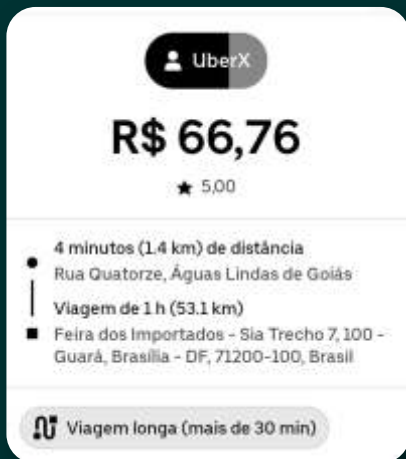 UberX
R$ 66,76
★ 5,00
4 minutos (1.4 km) de distância
Rua Quatorze, Águas Lindas de Goiás
Viagem de 1 h (53.1 km)
Feira dos Importados - Sia Trecho 7, 100 -
Guará, Brasília - DF, 71200-100, Brasil
Viagem longa (mais de 30 min)